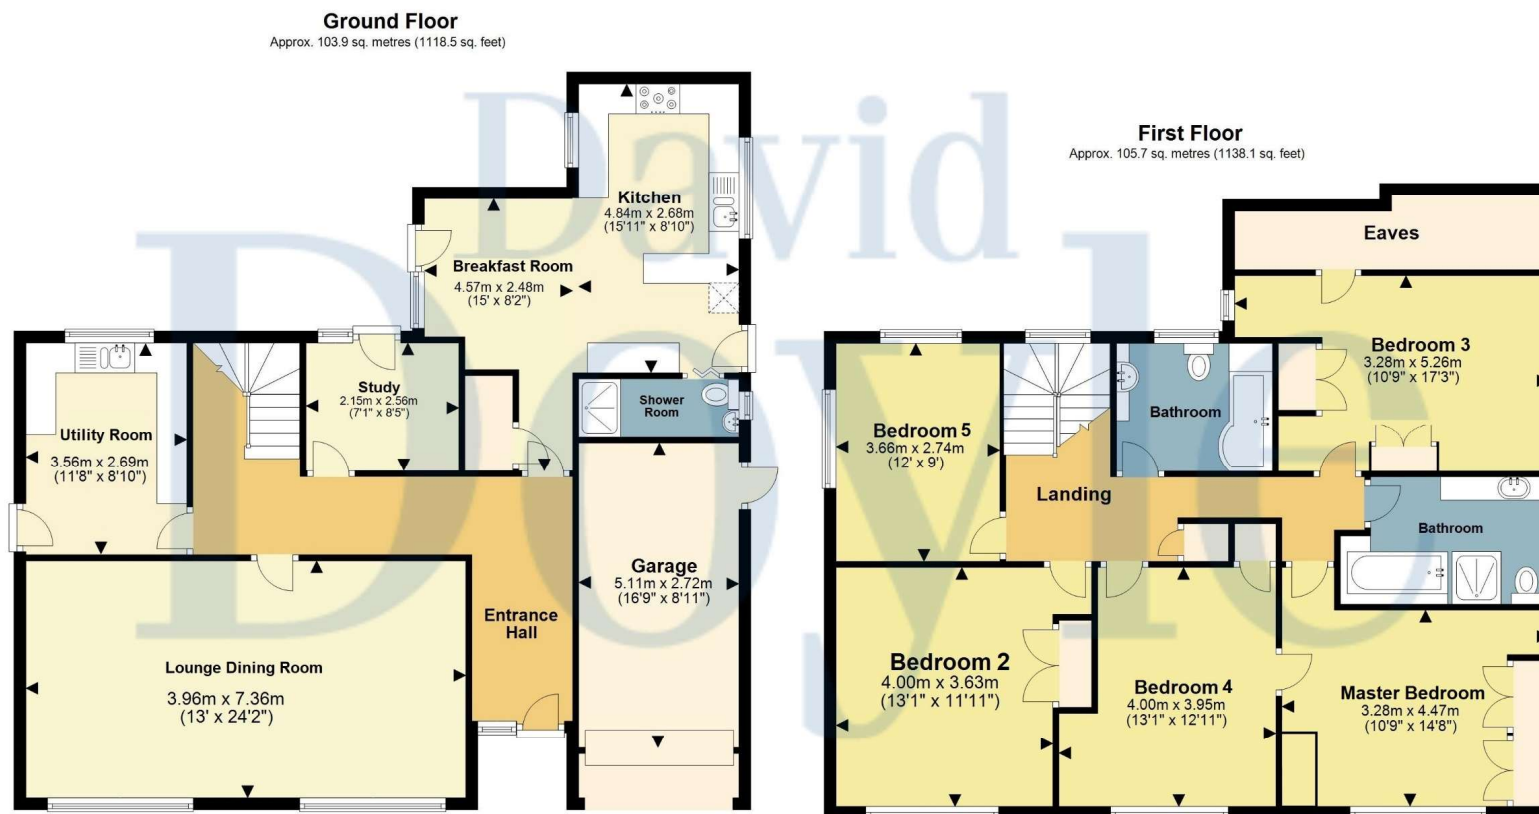 Ground Floor
Approx. 103.9 sq. metres (1118.5 sq. feet)
Kitchen
4.84m x 2.68m
(15'11" x 8'10")
Breakfast Room
4.57m x 2.48m
(15' x 8'2")
Study
2.15m x 2.56m
(7'1" x 8'5")
Shower
Room
Utility Room
3.56m x 2.69m
(11'8" x 8'10")
Garage
5.11m x 2.72m
(16'9" x 8'11")
Entrance
Hall
Lounge Dining Room
3.96m x 7.36m
(13' x 24'2")
First Floor
Approx. 105.7 sq. metres (1138.1 sq. feet)
Eaves
Bedroom 3
3.28m x 5.26m
(10'9" x 17'3")
Bathroom
Bedroom 5
3.66m x 2.74m
(12' x 9')
Landing
Bathroom
Bedroom 2
4.00m x 3.63m
(13'1" x 11'11")
Bedroom 4
4.00m x 3.95m
(13'1" x 12'11")
Master Bedroom
3.28m x 4.47m
(10'9" x 14'8")
David
Doyle